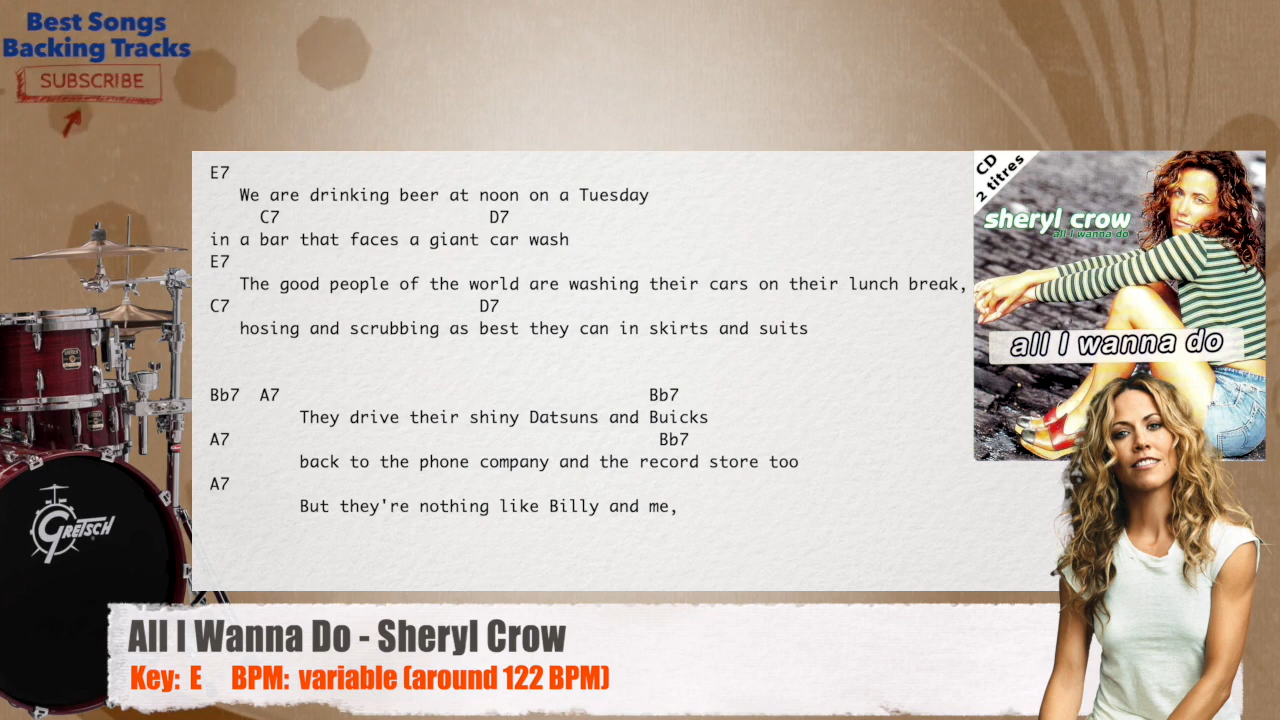 Best Songs
Backing Tracks
SUBSCRIBE
E7
We are drinking beer at noon on a Tuesday
C7 D7
in a bar that faces a giant car wash
E7
The good people of the world are washing their cars on their lunch break,
C7 D7
hosing and scrubbing as best they can in skirts and suits
Bb7 A7 Bb7
They drive their shiny Datsuns and Buicks
A7 Bb7
back to the phone company and the record store too
A7
But they're nothing like Billy and me,
CD
2 titres
sheryl crow
all i wanna do
all I wanna do
GRETSCH
All I Wanna Do - Sheryl Crow
Key: E BPM: variable (around 122 BPM)